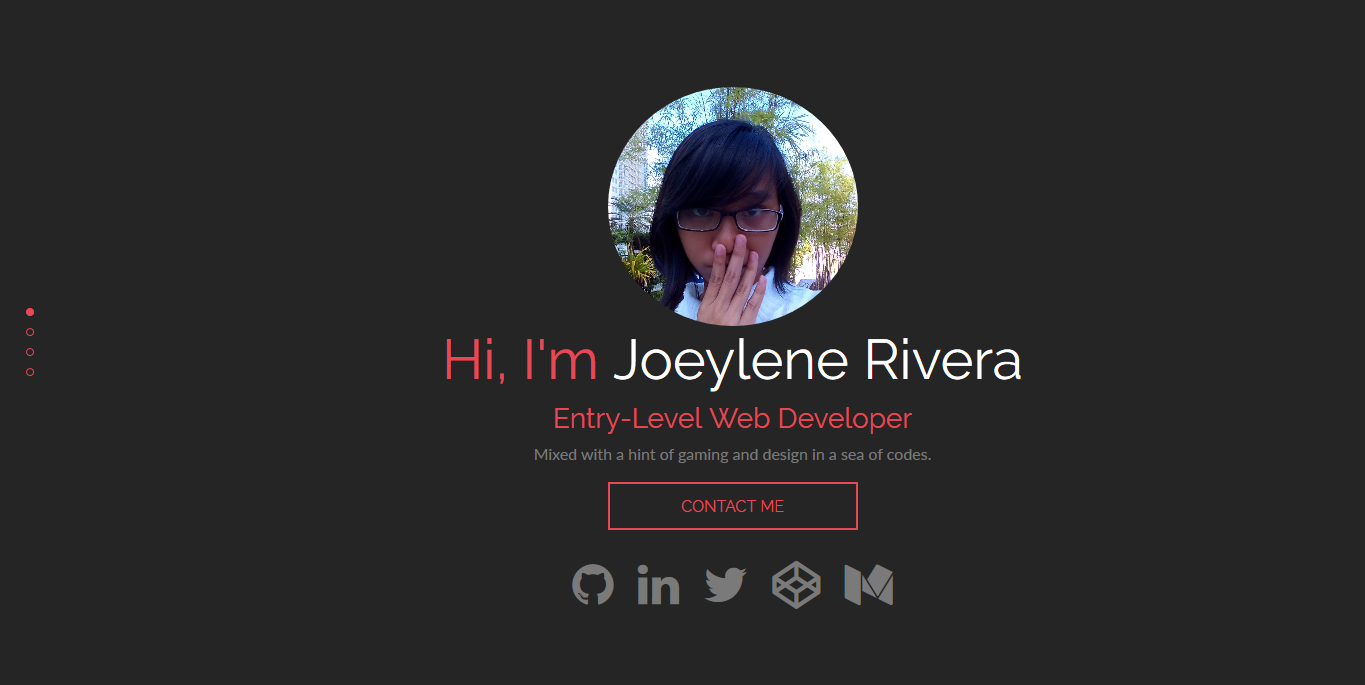 Hi, I'm Joeylene Rivera
Entry-Level Web Developer
Mixed with a hint of gaming and design in a sea of codes.
CONTACT ME
in